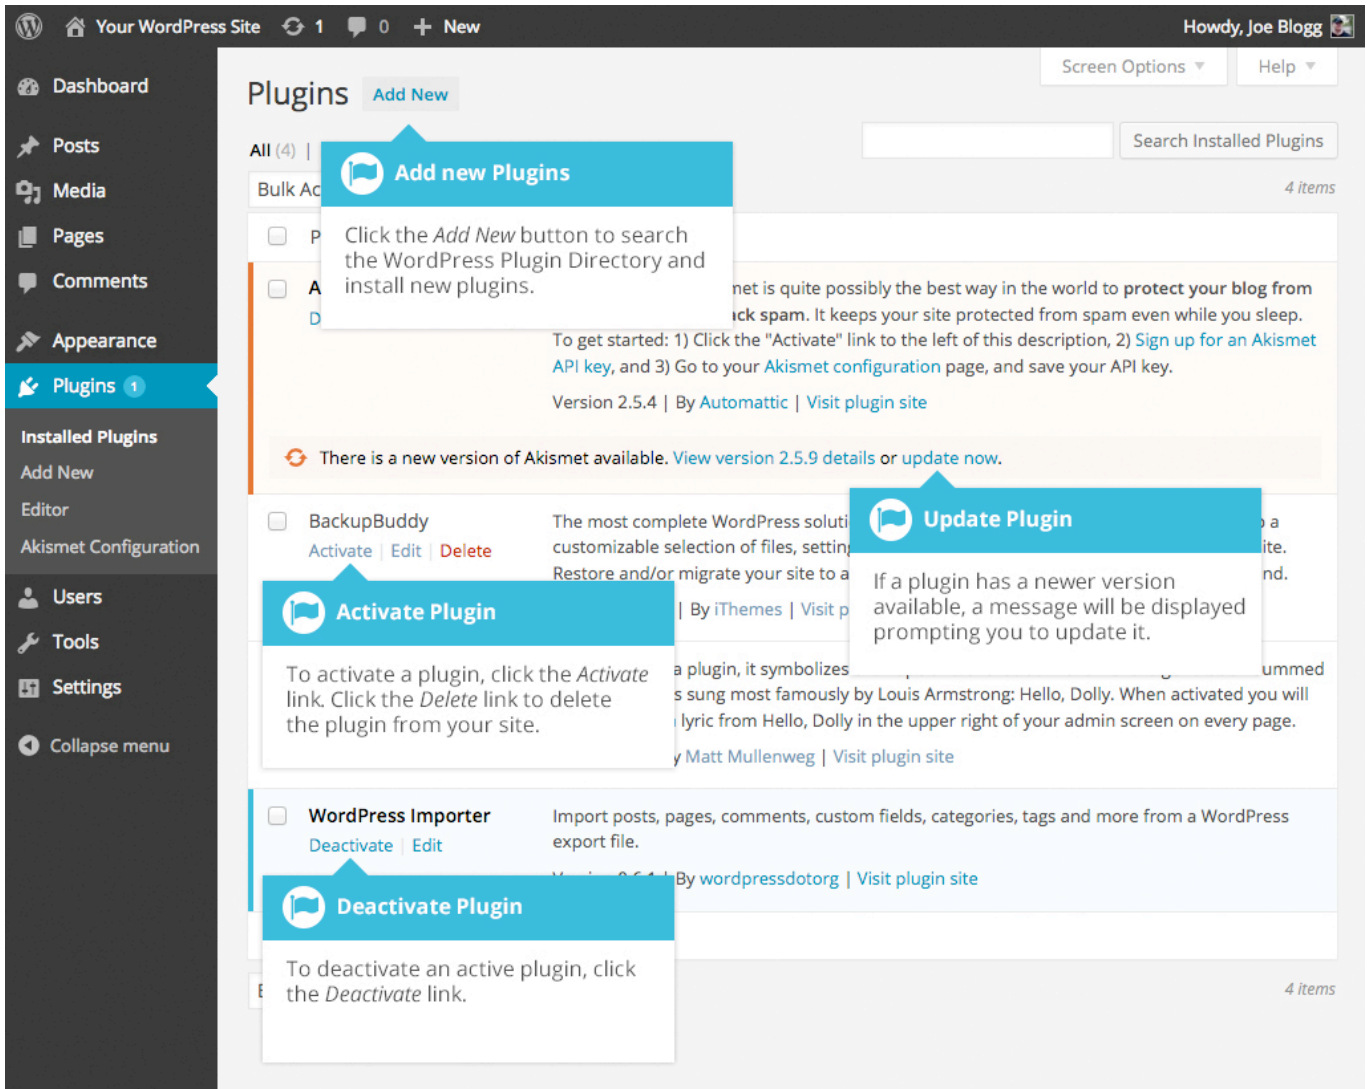 Your WordPress Site 1 0 + New Howdy, Joe Blogg
Screen Options Help
Dashboard
Posts
Media
Pages
Comments
Appearance
Plugins 1
Installed Plugins
Add New
Editor
Akismet Configuration
Users
Tools
Settings
Collapse menu
Plugins Add New
All (4) |
Search Installed Plugins
Bulk Ac
4 items
Add new Plugins
Click the Add New button to search
the WordPress Plugin Directory and
install new plugins.
is quite possibly the best way in the world to protect your blog from
spam. It keeps your site protected from spam even while you sleep.
To get started: 1) Click the "Activate" link to the left of this description, 2) Sign up for an Akismet
API key, and 3) Go to your Akismet configuration page, and save your API key.
Version 2.5.4 | By Automattic | Visit plugin site
There is a new version of Akismet available. View version 2.5.9 details or update now.
Update Plugin
If a plugin has a newer version
available, a message will be displayed
prompting you to update it.
BackupBuddy
Activate | Edit | Delete
The most complete WordPress soluti
a
customizable selection of files, setting
ite.
Restore and/or migrate your site to a
nd.
| By iThemes | Visit p
Activate Plugin
To activate a plugin, click the Activate
link. Click the Delete link to delete
the plugin from your site.
a plugin, it symbolizes
ummed
s sung most famously by Louis Armstrong: Hello, Dolly. When activated you will
lyric from Hello, Dolly in the upper right of your admin screen on every page.
y Matt Mullenweg | Visit plugin site
WordPress Importer
Deactivate | Edit
Import posts, pages, comments, custom fields, categories, tags and more from a WordPress
export file.
By wordpressdotorg | Visit plugin site
Deactivate Plugin
To deactivate an active plugin, click
the Deactivate link.
4 items